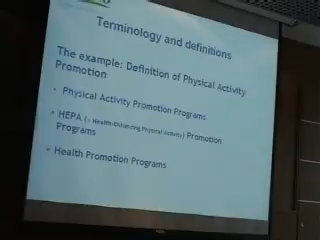 Terminology and definitions
The example: Definition of Physical Activity
Promotion
• Physical Activity Promotion Programs
• HEPA (= Health-Enhancing Physical Activity) Promotion
Programs
• Health Promotion Programs